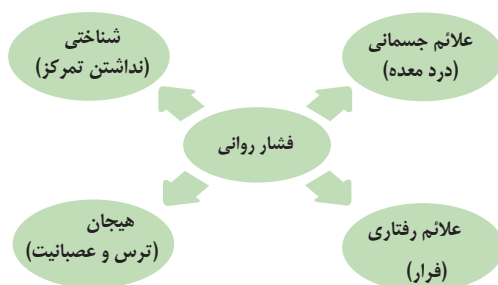 علائم جسمانی
(درد معده)
شناختی
(نداشتن تمرکز)
فشار روانی
علائم رفتاری
(فرار)
هیجان
(ترس و عصبانیت)